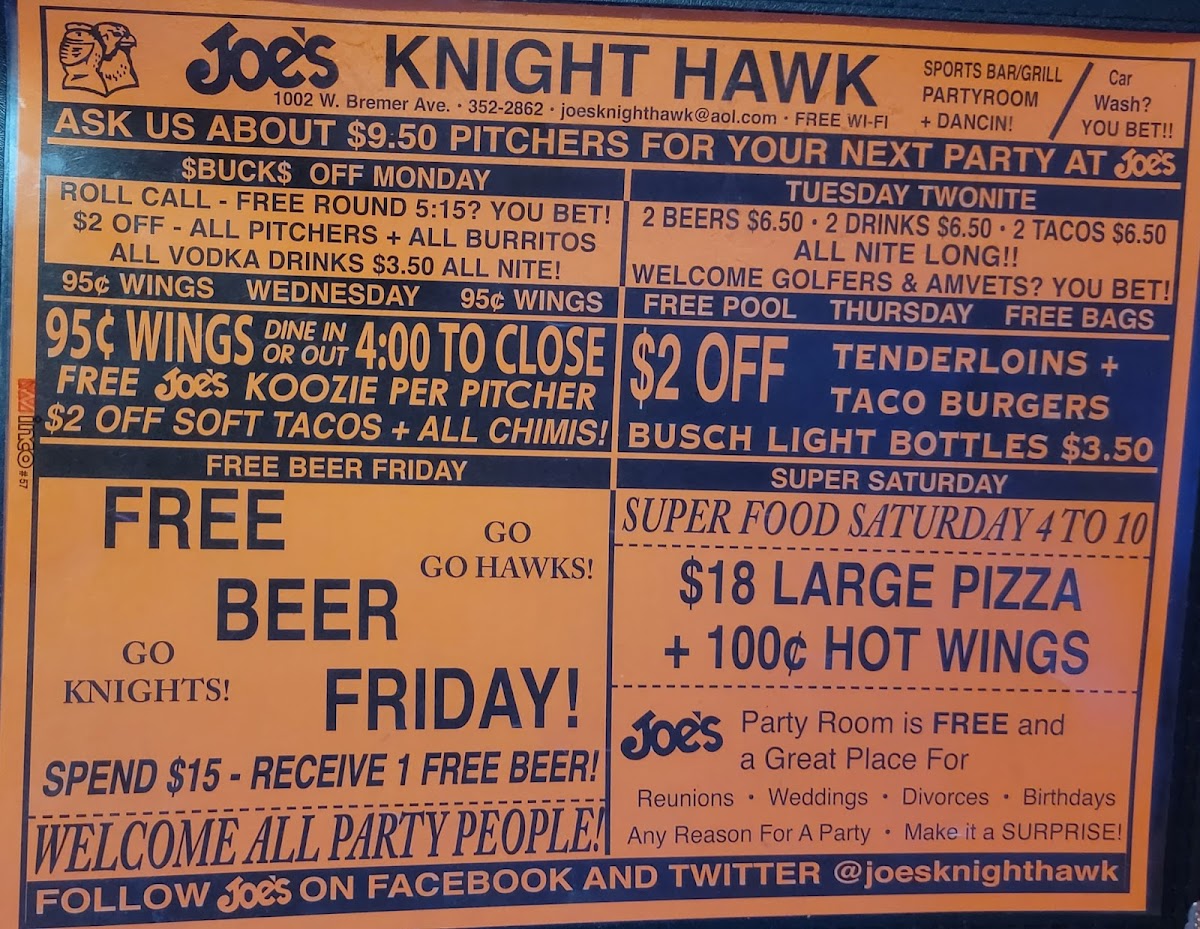 Joe's KNIGHT HAWK
1002 W. Bremer Ave. • 352-2862 • joesknighthawk@aol.com • FREE WI-FI
SPORTS BAR/GRILL
PARTYROOM
+ DANCIN!
Car
Wash?
YOU BET!!
ASK US ABOUT $9.50 PITCHERS FOR YOUR NEXT PARTY AT Joe's
$BUCK$ OFF MONDAY
ROLL CALL - FREE ROUND 5:15? YOU BET!
$2 OFF - ALL PITCHERS + ALL BURRITOS
ALL VODKA DRINKS $3.50 ALL NITE!
TUESDAY TWONITE
2 BEERS $6.50 • 2 DRINKS $6.50 • 2 TACOS $6.50
ALL NITE LONG!!
WELCOME GOLFERS & AMVETS? YOU BET!
95¢ WINGS WEDNESDAY 95¢ WINGS
95¢ WINGS DINE IN OR OUT 4:00 TO CLOSE
FREE Joe's KOOZIE PER PITCHER
$2 OFF SOFT TACOS + ALL CHIMIS!
FREE POOL THURSDAY FREE BAGS
$2 OFF TENDERLOINS +
TACO BURGERS
BUSCH LIGHT BOTTLES $3.50
FREE BEER FRIDAY
FREE
GO
GO HAWKS!
BEER
GO
KNIGHTS!
FRIDAY!
SPEND $15 - RECEIVE 1 FREE BEER!
WELCOME ALL PARTY PEOPLE!
SUPER SATURDAY
SUPER FOOD SATURDAY 4 TO 10
$18 LARGE PIZZA
+ 100¢ HOT WINGS
Joe's Party Room is FREE and
a Great Place For
Reunions • Weddings • Divorces • Birthdays
Any Reason For A Party • Make it a SURPRISE!
FOLLOW Joe's ON FACEBOOK AND TWITTER @joesknighthawk
#57